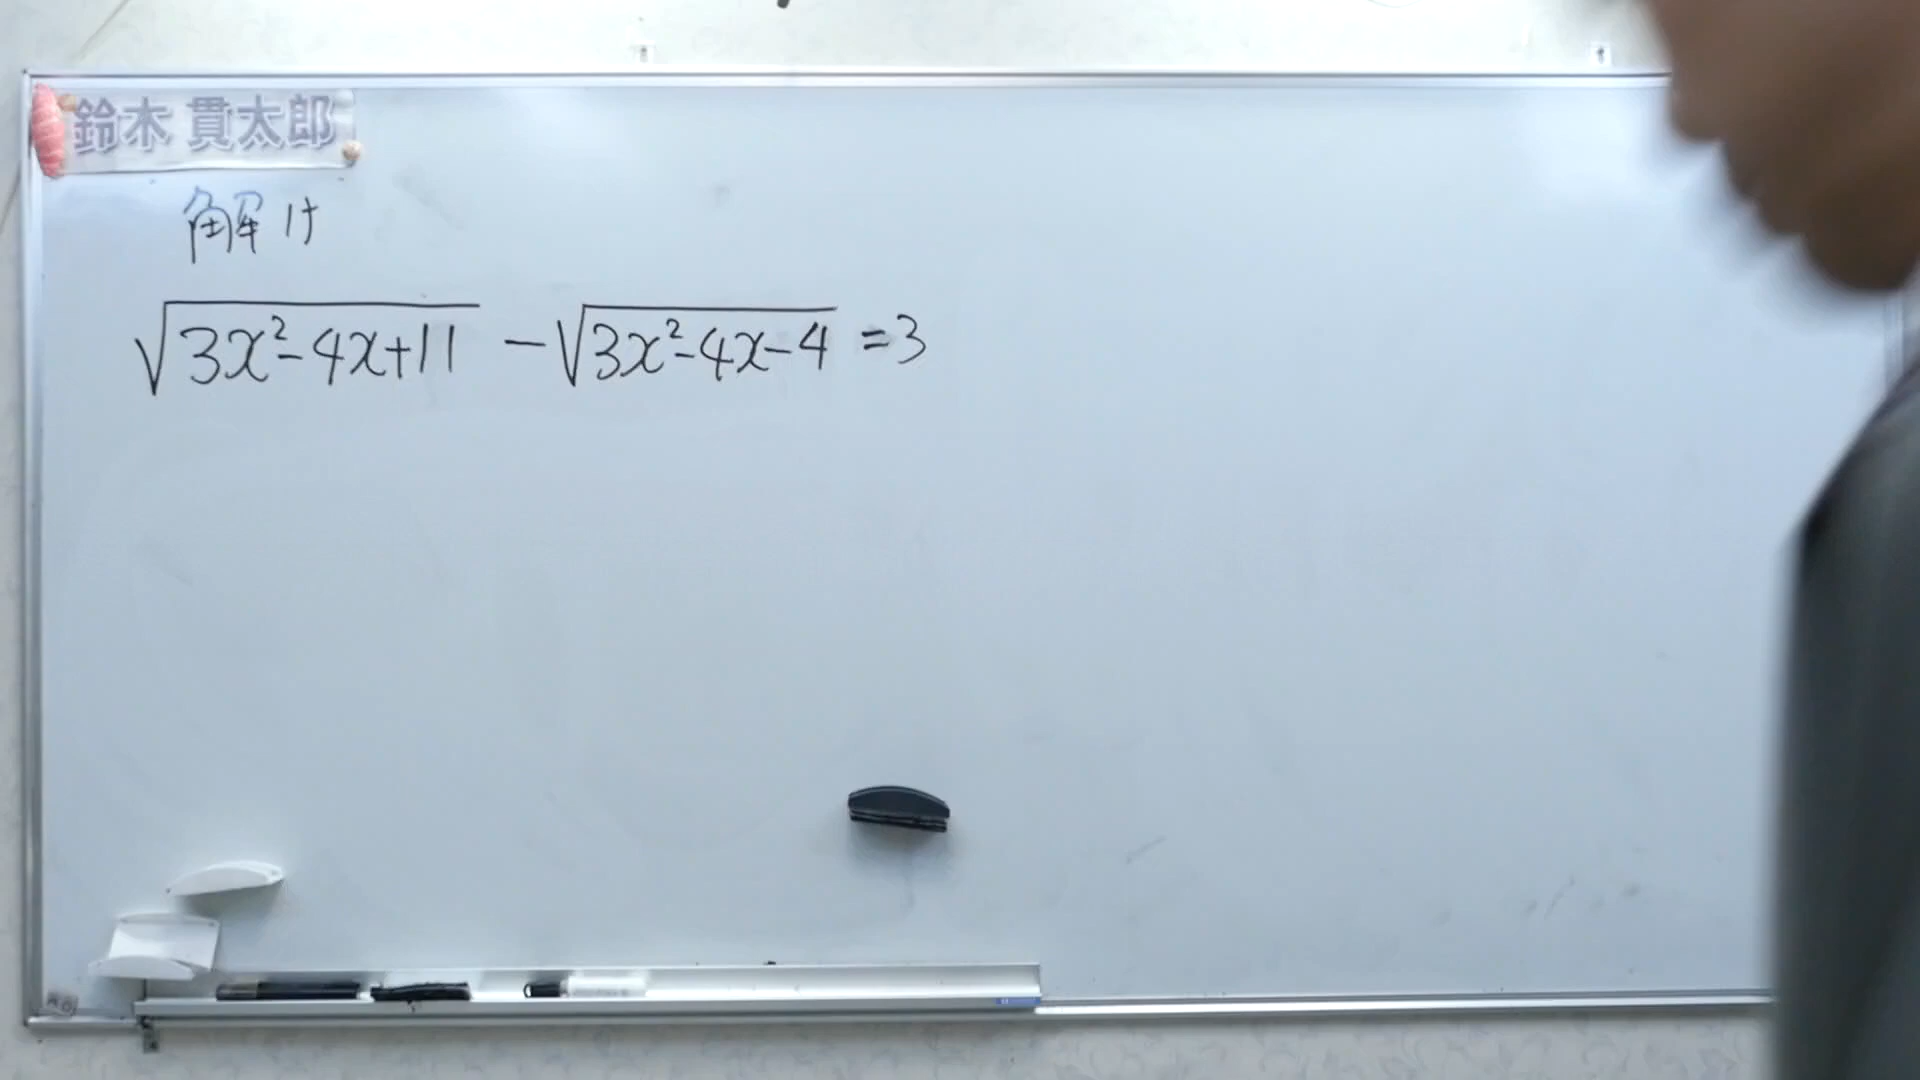 鈴木 貫太郎
解け
√(3x²-4x+11) - √(3x²-4x-4) = 3